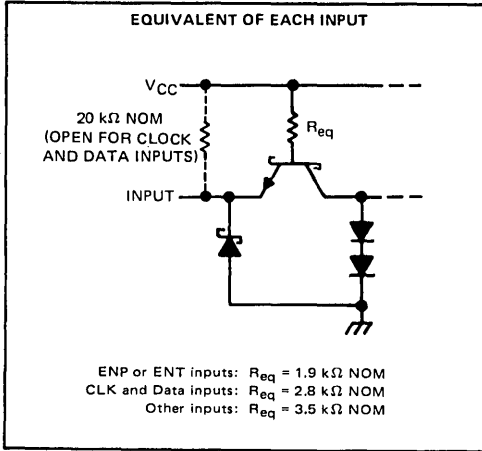 EQUIVALENT OF EACH INPUT
VCC
20 kΩ NOM
(OPEN FOR CLOCK
AND DATA INPUTS)
Req
INPUT
ENP or ENT inputs: Req = 1.9 kΩ NOM
CLK and Data inputs: Req = 2.8 kΩ NOM
Other inputs: Req = 3.5 kΩ NOM